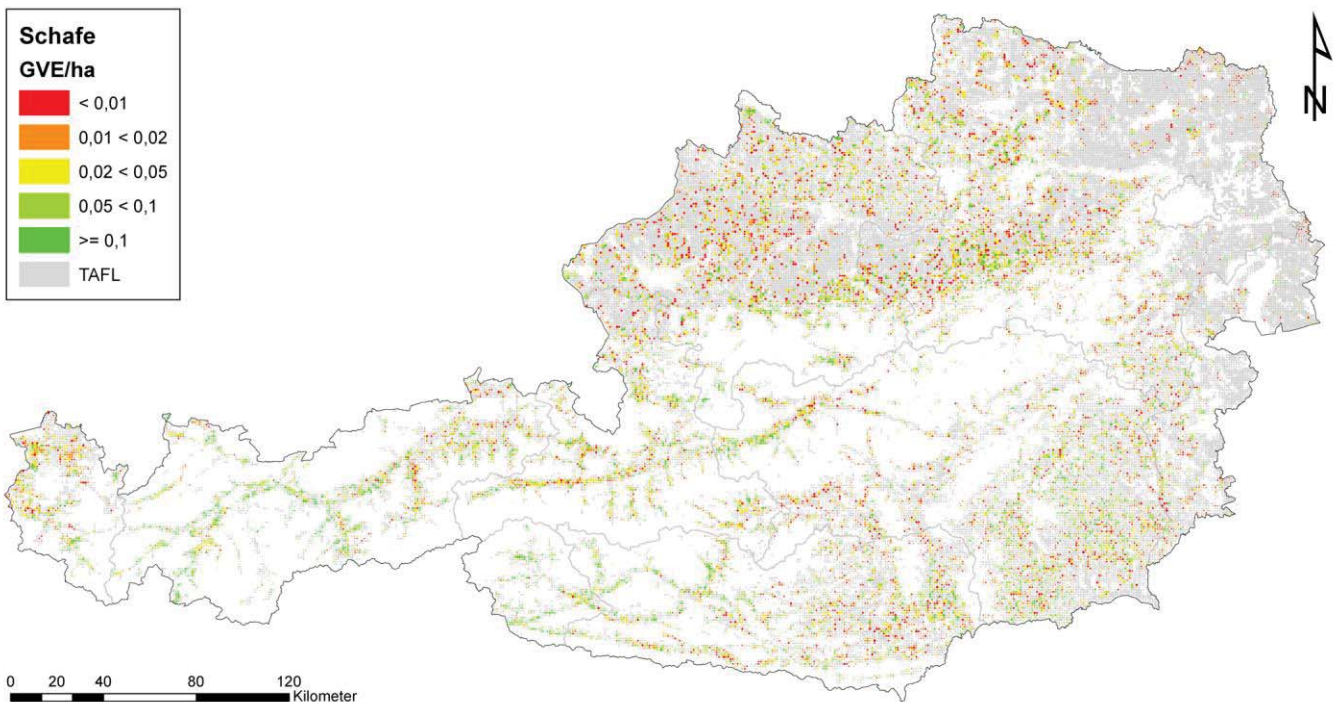 Schafe
GVE/ha
< 0,01
0,01 < 0,02
0,02 < 0,05
0,05 < 0,1
>= 0,1
TAFL
N
0 20 40 80 120
Kilometer